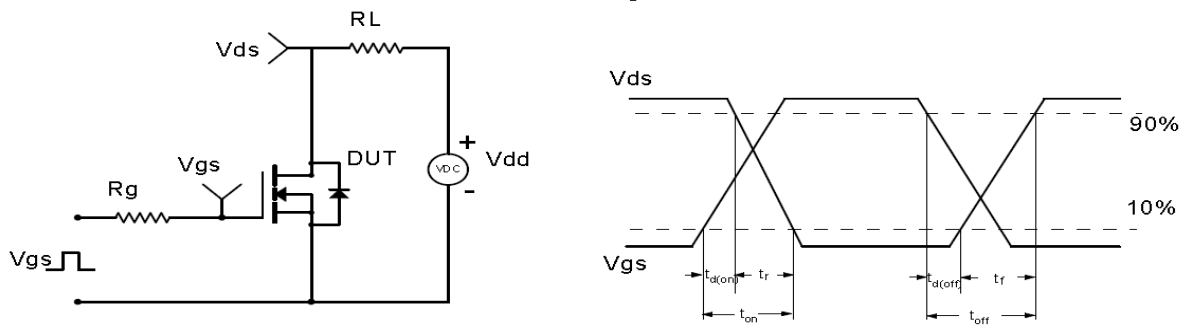 RL
Vds
Vgs
DUT
+
VDC
Vdd
-
Rg
Vgs
Vds
90%
10%
Vgs
td(on) tr td(off) tf
ton toff